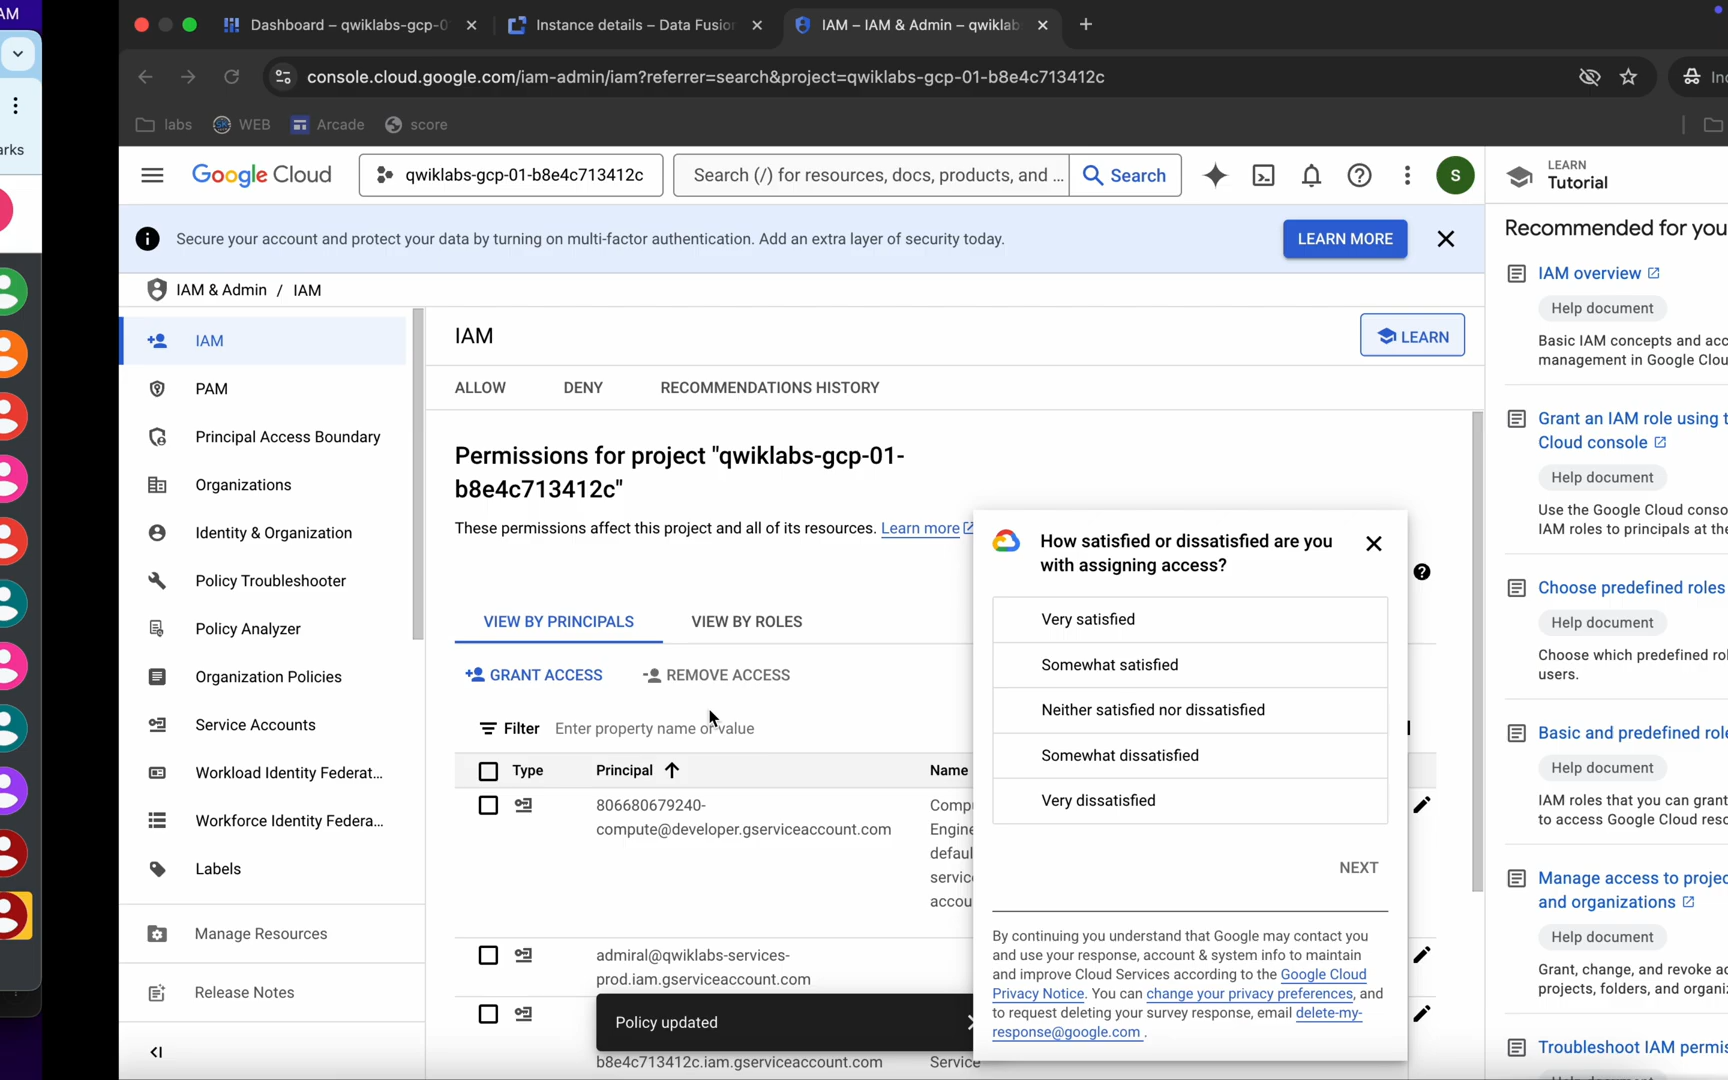 AM
Dashboard – qwiklabs-gcp-0
Instance details – Data Fusion
IAM – IAM & Admin – qwiklab
console.cloud.google.com/iam-admin/iam?referrer=search&project=qwiklabs-gcp-01-b8e4c713412c
labs
WEB
Arcade
score
arks
Google Cloud
qwiklabs-gcp-01-b8e4c713412c
Search (/) for resources, docs, products, and ...
Search
S
LEARN
Tutorial
Secure your account and protect your data by turning on multi-factor authentication. Add an extra layer of security today.
LEARN MORE
IAM & Admin / IAM
IAM
PAM
Principal Access Boundary
Organizations
Identity & Organization
Policy Troubleshooter
Policy Analyzer
Organization Policies
Service Accounts
Workload Identity Federat...
Workforce Identity Federa...
Labels
Manage Resources
Release Notes
IAM
LEARN
ALLOW
DENY
RECOMMENDATIONS HISTORY
Permissions for project "qwiklabs-gcp-01-
b8e4c713412c"
These permissions affect this project and all of its resources. Learn more
VIEW BY PRINCIPALS
VIEW BY ROLES
GRANT ACCESS
REMOVE ACCESS
Filter
Enter property name or value
Type
Principal
Name
806680679240-
compute@developer.gserviceaccount.com
Comp
Engine
defaul
servic
accou
admiral@qwiklabs-services-
prod.iam.gserviceaccount.com
Policy updated
b8e4c713412c.iam.gserviceaccount.com
Service
How satisfied or dissatisfied are you
with assigning access?
Very satisfied
Somewhat satisfied
Neither satisfied nor dissatisfied
Somewhat dissatisfied
Very dissatisfied
NEXT
By continuing you understand that Google may contact you
and use your response, account & system info to maintain
and improve Cloud Services according to the Google Cloud
Privacy Notice. You can change your privacy preferences, and
to request deleting your survey response, email delete-my-
response@google.com .
Recommended for you
IAM overview
Help document
Basic IAM concepts and acc
management in Google Clou
Grant an IAM role using t
Cloud console
Help document
Use the Google Cloud conso
IAM roles to principals at the
Choose predefined roles
Help document
Choose which predefined rol
users.
Basic and predefined role
Help document
IAM roles that you can grant
to access Google Cloud reso
Manage access to projec
and organizations
Help document
Grant, change, and revoke ac
projects, folders, and organiz
Troubleshoot IAM permis